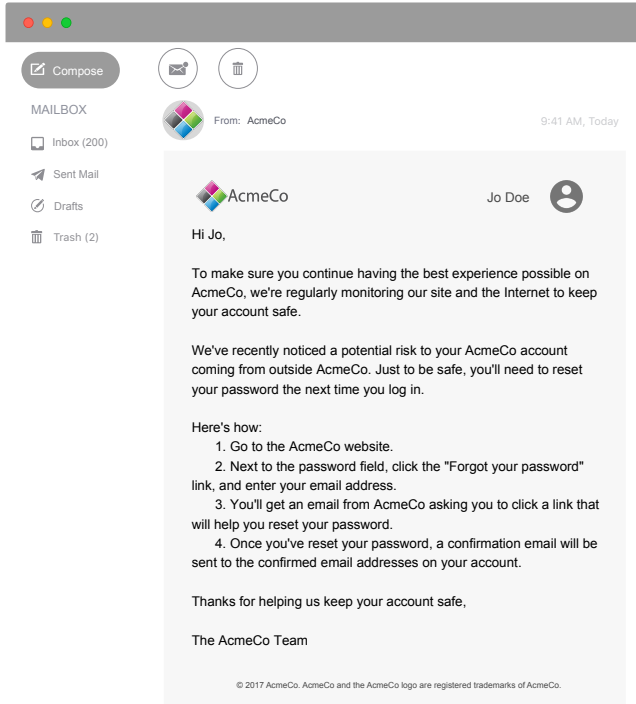 Compose
MAILBOX
Inbox (200)
Sent Mail
Drafts
Trash (2)
From: AcmeCo
9:41 AM, Today
AcmeCo
Jo Doe
Hi Jo,
To make sure you continue having the best experience possible on
AcmeCo, we're regularly monitoring our site and the Internet to keep
your account safe.
We've recently noticed a potential risk to your AcmeCo account
coming from outside AcmeCo. Just to be safe, you'll need to reset
your password the next time you log in.
Here's how:
1. Go to the AcmeCo website.
2. Next to the password field, click the "Forgot your password"
link, and enter your email address.
3. You'll get an email from AcmeCo asking you to click a link that
will help you reset your password.
4. Once you've reset your password, a confirmation email will be
sent to the confirmed email addresses on your account.
Thanks for helping us keep your account safe,
The AcmeCo Team
© 2017 AcmeCo. AcmeCo and the AcmeCo logo are registered trademarks of AcmeCo.